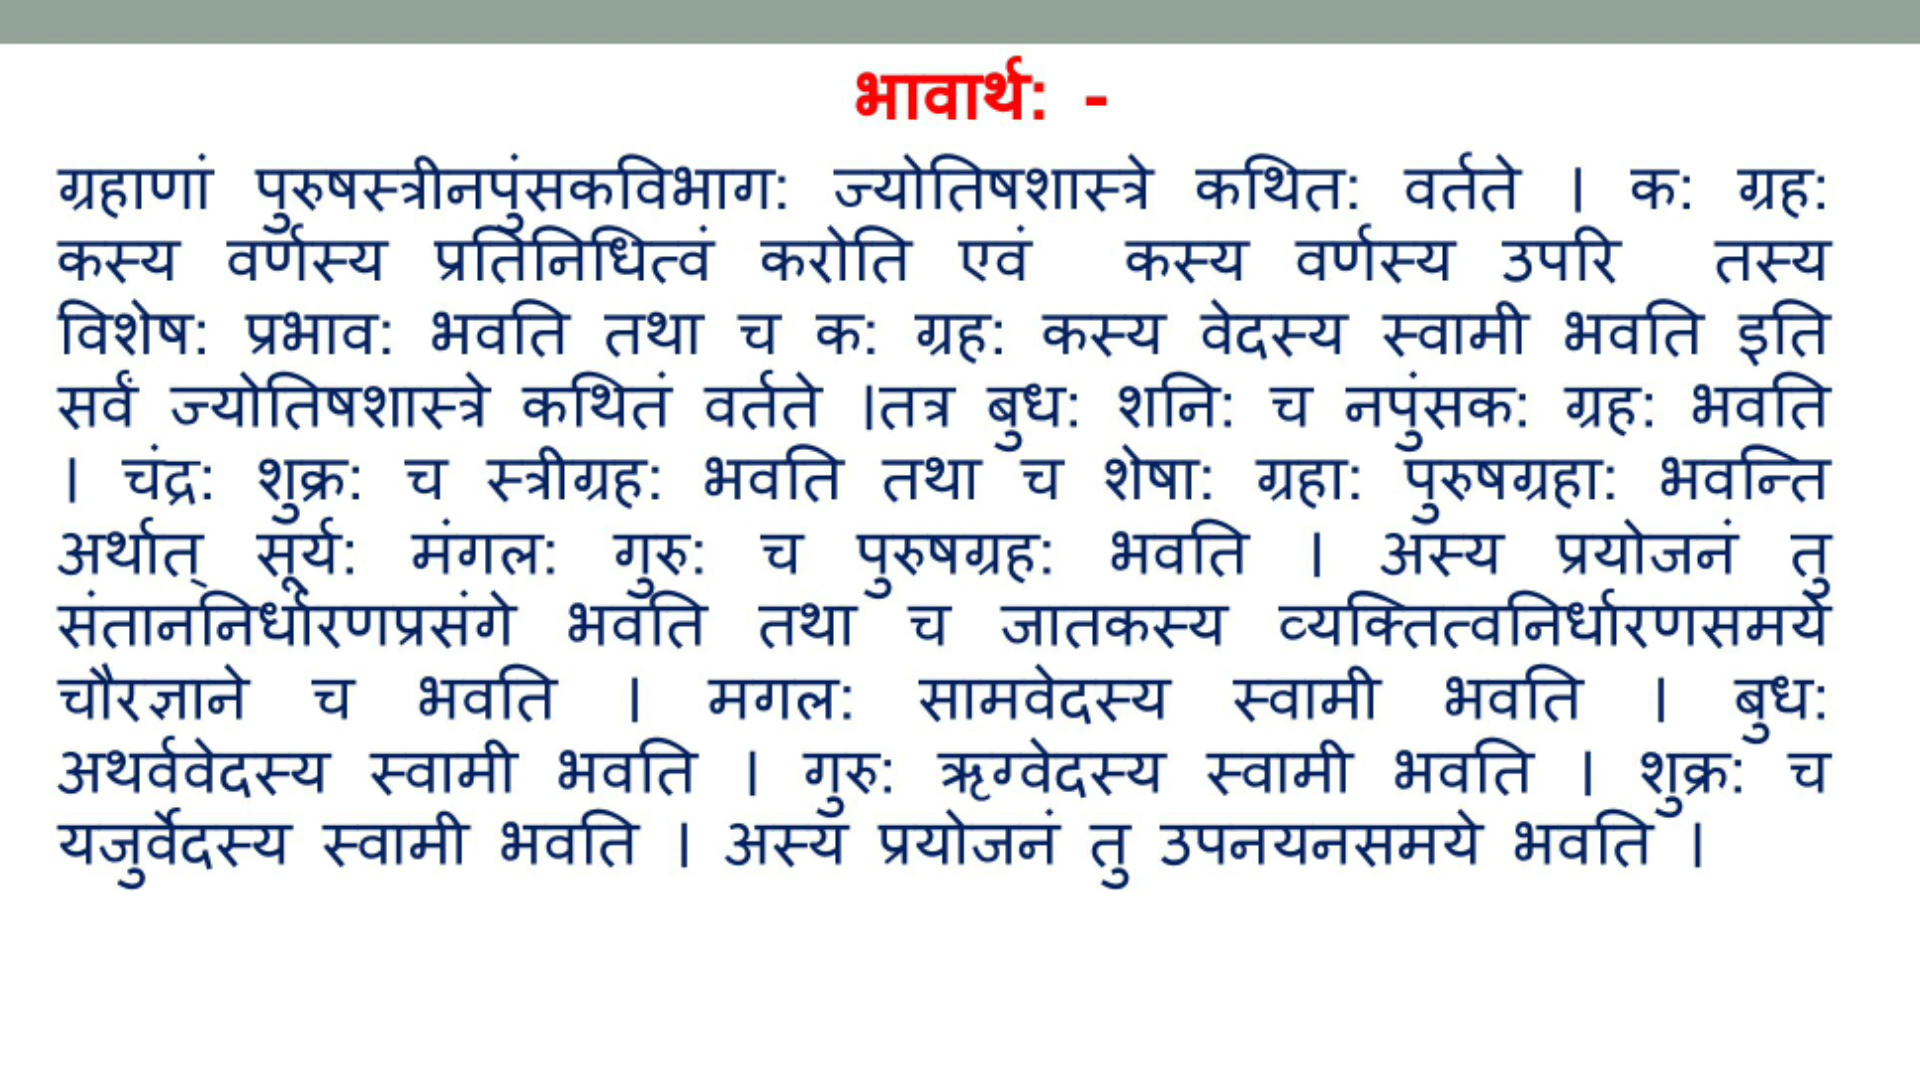 भावार्थ: -
ग्रहाणां पुरुषस्त्रीनपुंसकविभाग: ज्योतिषशास्त्रे कथित: वर्तते । क: ग्रह:
कस्य वर्णस्य प्रतिनिधित्वं करोति एवं कस्य वर्णस्य उपरि तस्य
विशेष: प्रभाव: भवति तथा च क: ग्रह: कस्य वेदस्य स्वामी भवति इति
सर्वं ज्योतिषशास्त्रे कथितं वर्तते ।तत्र बुध: शनि: च नपुंसक: ग्रह: भवति
। चंद्र: शुक्र: च स्त्रीग्रह: भवति तथा च शेषा: ग्रहा: पुरुषग्रहा: भवन्ति
अर्थात् सूर्य: मंगल: गुरु: च पुरुषग्रह: भवति । अस्य प्रयोजनं तु
संताननिर्धारणप्रसंगे भवति तथा च जातकस्य व्यक्तित्वनिर्धारणसमये
चौरज्ञाने च भवति । मगल: सामवेदस्य स्वामी भवति । बुध:
अथर्ववेदस्य स्वामी भवति । गुरु: ऋग्वेदस्य स्वामी भवति । शुक्र: च
यजुर्वेदस्य स्वामी भवति । अस्य प्रयोजनं तु उपनयनसमये भवति ।